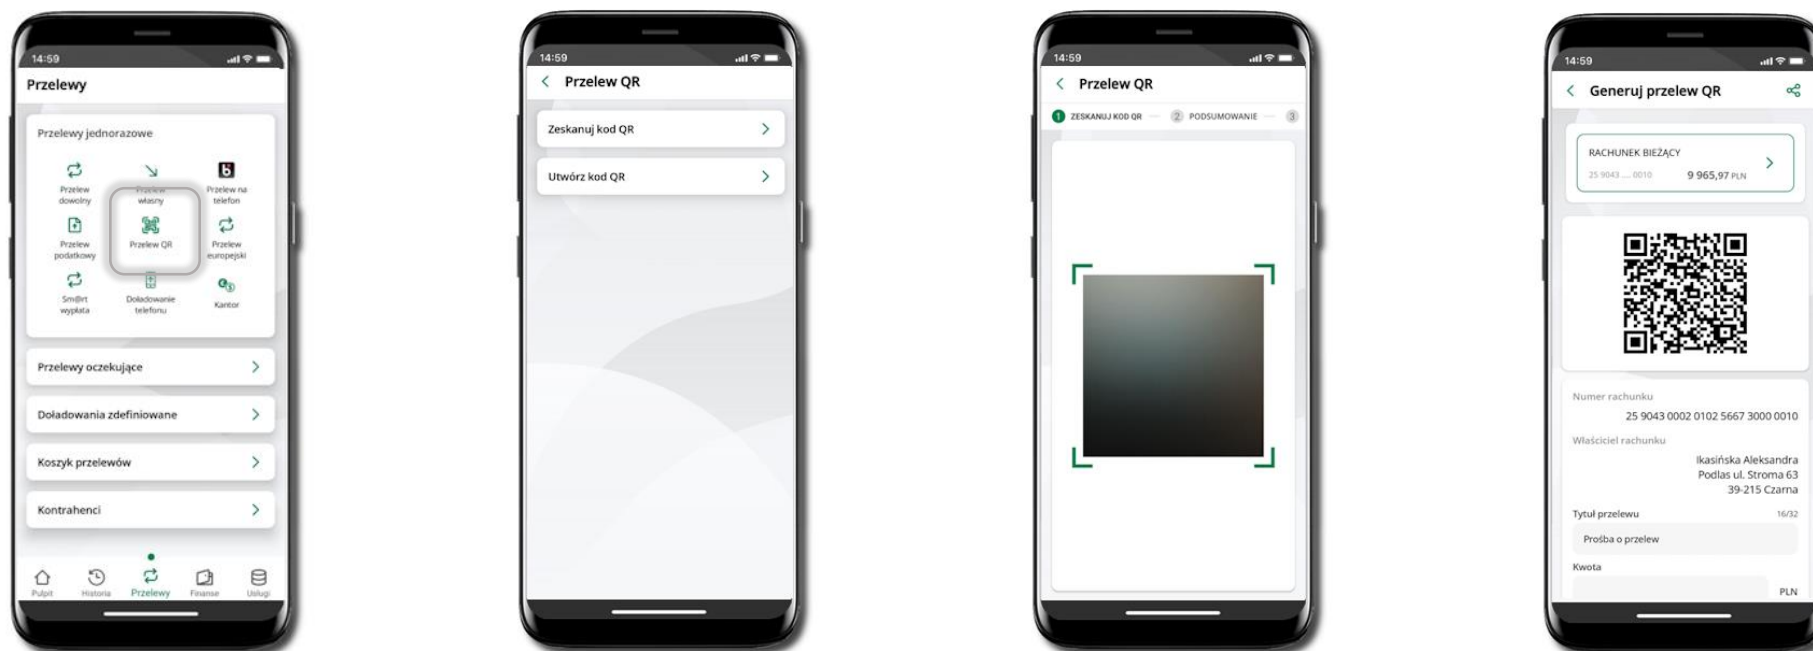 14:59
Przelewy
Przelewy jednorazowe
Przelew
dowolny
Przelew
własny
Przelew na
telefon
Przelew
podatkowy
Przelew QR
Przelew
europejski
Sm@rt
wypłata
Doładowanie
telefonu
Kantor
Przelewy oczekujące
Doładowania zdefiniowane
Koszyk przelewów
Kontrahenci
Pulpit
Historia
Przelewy
Finanse
Usługi
14:59
Przelew QR
Zeskanuj kod QR
Utwórz kod QR
14:59
Przelew QR
1 ZESKANUJ KOD QR
2 PODSUMOWANIE
3
14:59
Generuj przelew QR
RACHUNEK BIEŻĄCY
25 9043 .... 0010 9 965,97 PLN
Numer rachunku
25 9043 0002 0102 5667 3000 0010
Właściciel rachunku
Ikasińska Aleksandra
Podlas ul. Stroma 63
39-215 Czarna
Tytuł przelewu 16/32
Prośba o przelew
Kwota
PLN